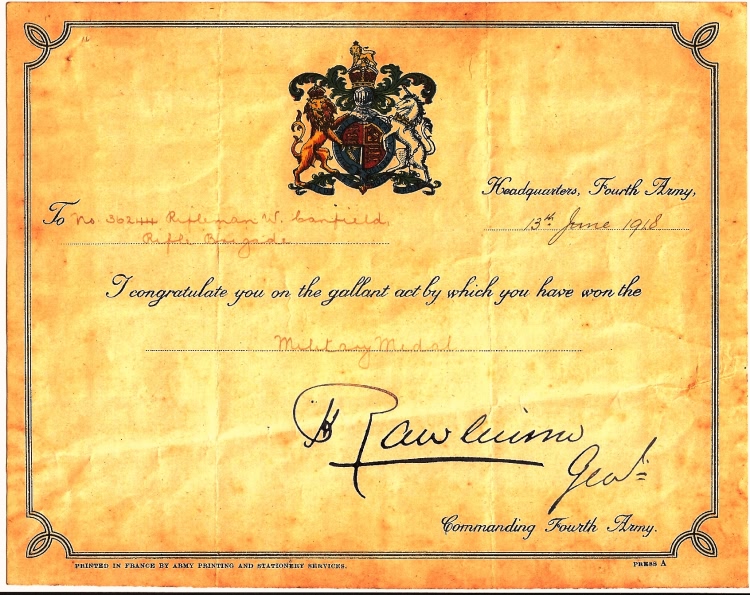 Headquarters, Fourth Army,
13th June 1918
To No. 36244 Rifleman W. Canfield,
Rifle Brigade
I congratulate you on the gallant act by which you have won the
Military Medal
H Rawlinson
Genl
Commanding Fourth Army.
PRINTED IN FRANCE BY ARMY PRINTING AND STATIONERY SERVICES.
PRESS A